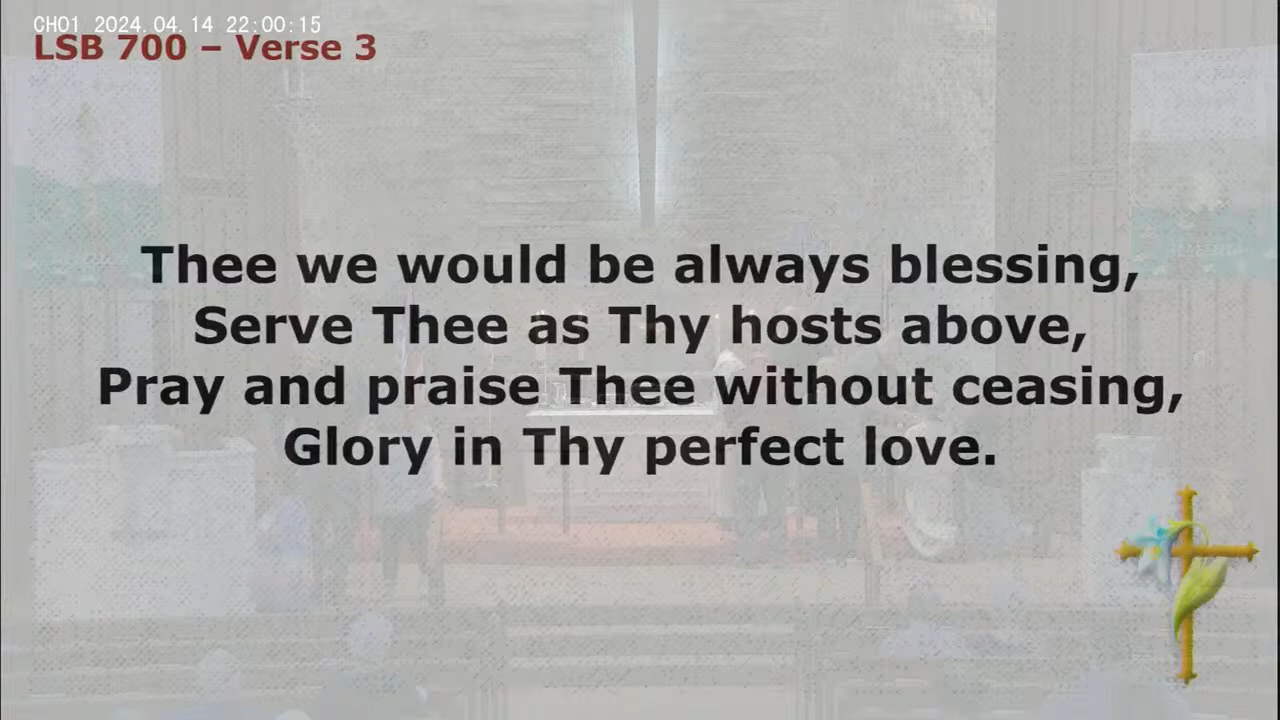 CH01 2024.04.14 22:00:15
LSB 700 – Verse 3
Thee we would be always blessing,
Serve Thee as Thy hosts above,
Pray and praise Thee without ceasing,
Glory in Thy perfect love.